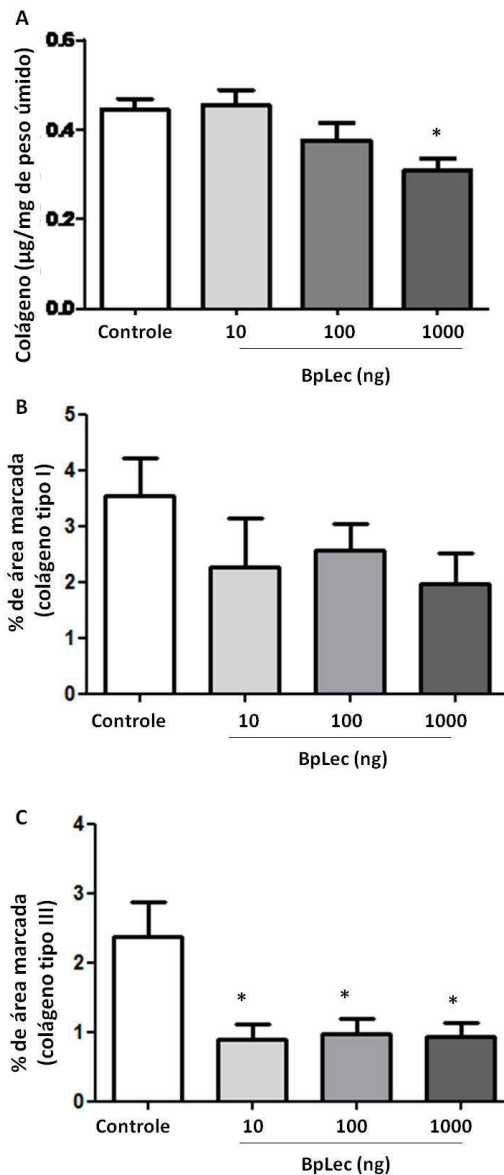 A
Colágeno (µg/mg de peso úmido)
0.6
0.4
0.2
0.0
*
Controle 10 100 1000
BpLec (ng)
B
% de área marcada
(colágeno tipo I)
5
4
3
2
1
0
Controle 10 100 1000
BpLec (ng)
C
% de área marcada
(colágeno tipo III)
4
3
2
1
0
* * *
Controle 10 100 1000
BpLec (ng)